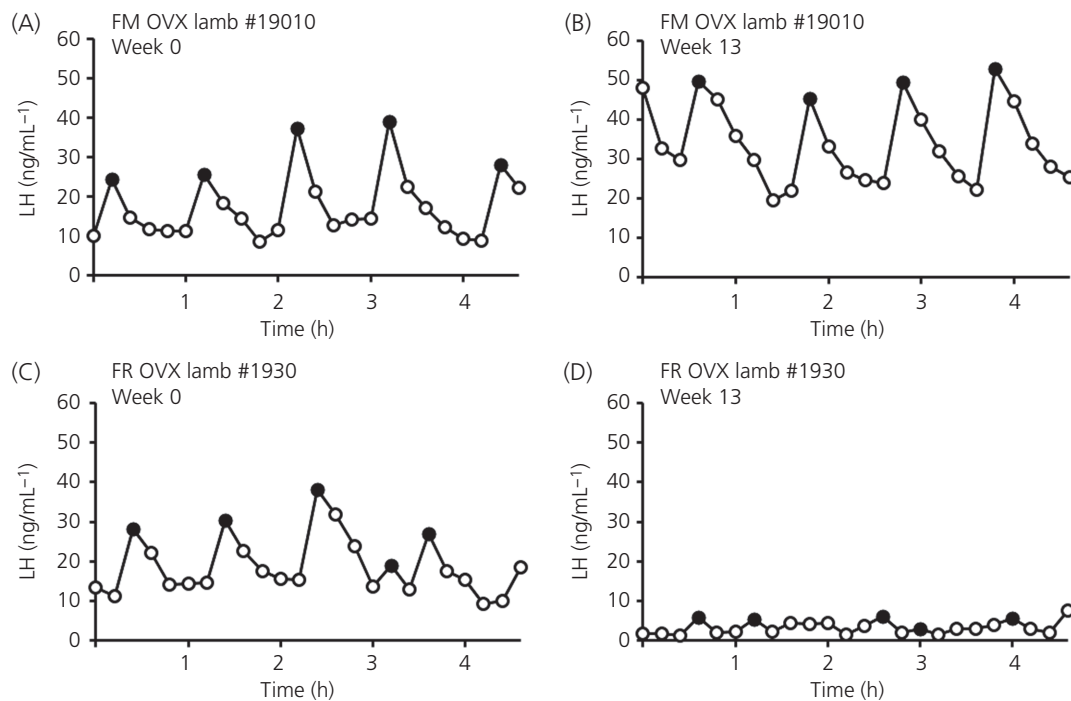 (A)
FM OVX lamb #19010
Week 0
60
50
40
30
20
10
0
LH (ng/mL⁻¹)
1 2 3 4
Time (h)
(B)
FM OVX lamb #19010
Week 13
60
50
40
30
20
10
0
LH (ng/mL⁻¹)
1 2 3 4
Time (h)
(C)
FR OVX lamb #1930
Week 0
60
50
40
30
20
10
0
LH (ng/mL⁻¹)
1 2 3 4
Time (h)
(D)
FR OVX lamb #1930
Week 13
60
50
40
30
20
10
0
LH (ng/mL⁻¹)
1 2 3 4
Time (h)